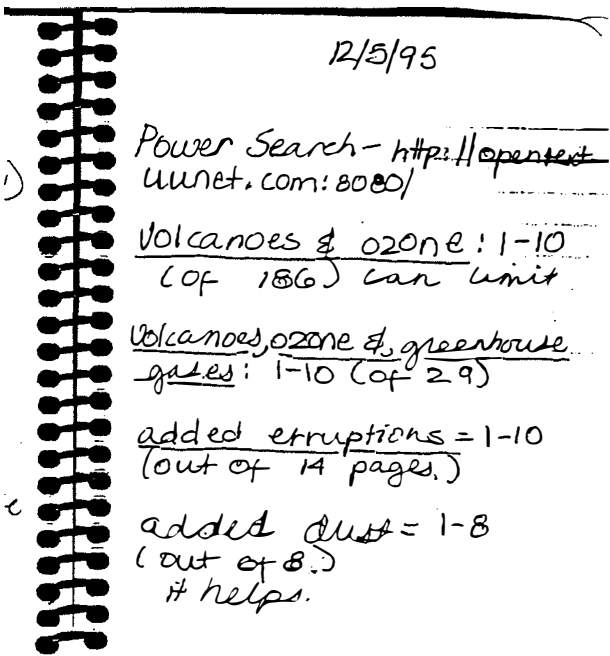 12/5/95
Power Search - http://opentext
uunet.com:8080/
Volcanoes & ozone: 1-10
(of 186) can limit
Volcanoes, ozone &, greenhouse
gases: 1-10 (of 29)
added erruptions = 1-10
(out of 14 pages.)
added dust = 1-8
(out of 8.)
it helps.